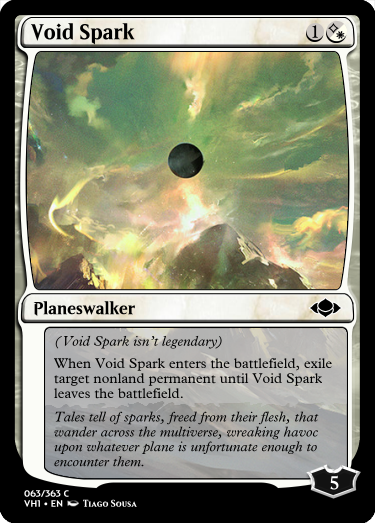 Void Spark 1
Planeswalker
(Void Spark isn't legendary)
When Void Spark enters the battlefield, exile
target nonland permanent until Void Spark
leaves the battlefield.
Tales tell of sparks, freed from their flesh, that
wander across the multiverse, wreaking havoc
upon whatever plane is unfortunate enough to
encounter them.
5
063/363 C
VH1 • EN Tiago Sousa